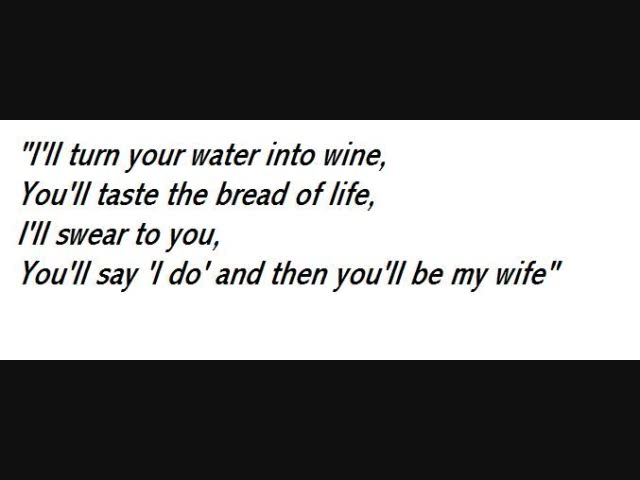 "I'll turn your water into wine,
You'll taste the bread of life,
I'll swear to you,
You'll say 'I do' and then you'll be my wife"